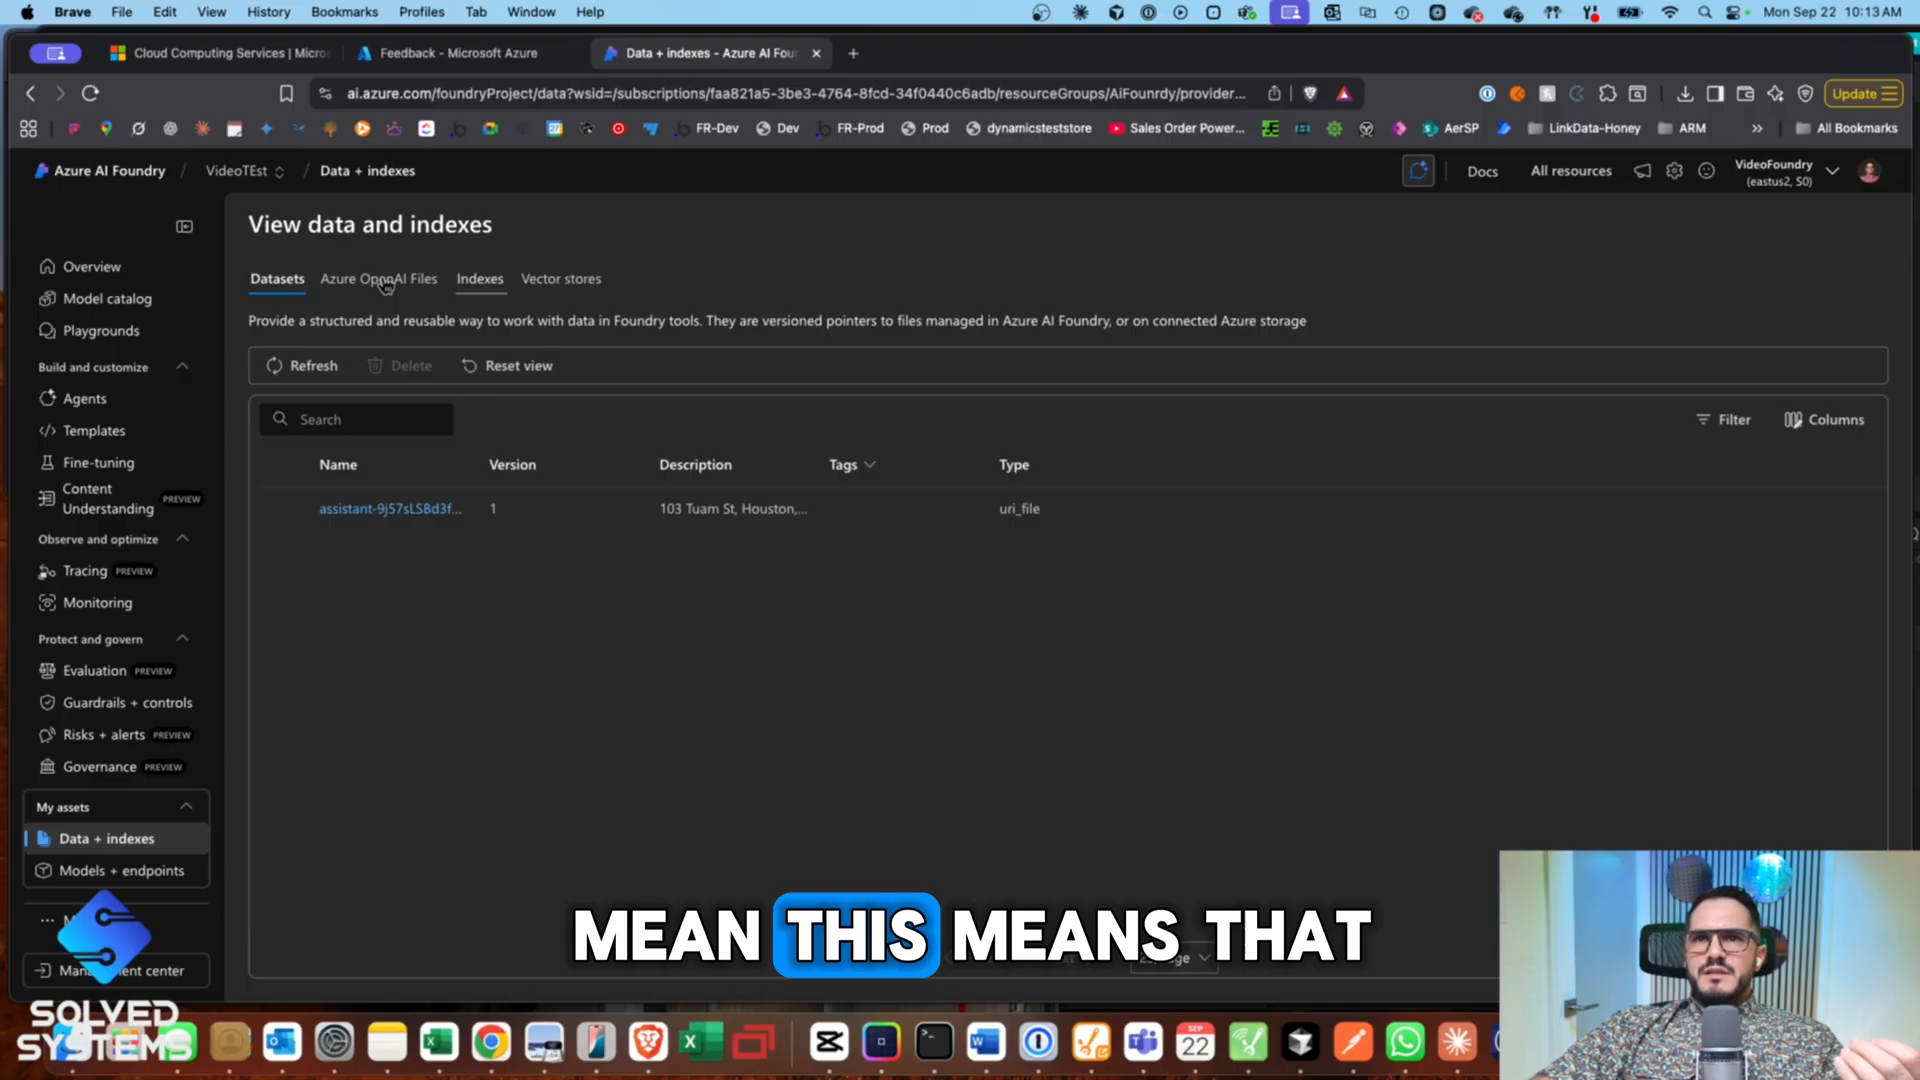 Brave File Edit View History Bookmarks Profiles Tab Window Help Mon Sep 22 10:13 AM
Cloud Computing Services | Micro Feedback - Microsoft Azure Data + indexes - Azure AI Foun
ai.azure.com/foundryProject/data?wsid=/subscriptions/faa821a5-3be3-4764-8fcd-34f0440c6adb/resourceGroups/AiFounrdy/provider... Update
FR-Dev Dev FR-Prod Prod dynamicsteststore Sales Order Power... AerSP LinkData-Honey ARM » All Bookmarks
Azure AI Foundry / VideoTEst / Data + indexes Docs All resources VideoFoundry
(eastus2, S0)
View data and indexes
Datasets Azure OpenAI Files Indexes Vector stores
Provide a structured and reusable way to work with data in Foundry tools. They are versioned pointers to files managed in Azure AI Foundry, or on connected Azure storage
Refresh Delete Reset view
Search Filter Columns
Name Version Description Tags Type
assistant-9j57sLSBd3f... 1 103 Tuam St, Houston,... uri_file
Overview
Model catalog
Playgrounds
Build and customize
Agents
Templates
Fine-tuning
Content
Understanding PREVIEW
Observe and optimize
Tracing PREVIEW
Monitoring
Protect and govern
Evaluation PREVIEW
Guardrails + controls
Risks + alerts PREVIEW
Governance PREVIEW
My assets
Data + indexes
Models + endpoints
center
MEAN THIS MEANS THAT
SOLVED
SYSTEMS
SEP
22